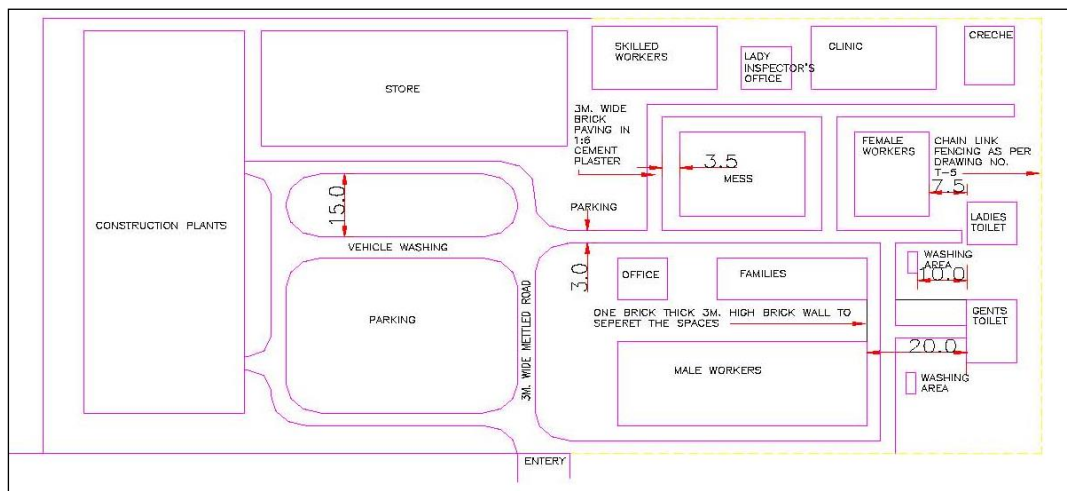 SKILLED
WORKERS
LADY
INSPECTOR'S
OFFICE
CLINIC
CRECHE
STORE
3M. WIDE
BRICK
PAVING IN
1:6
CEMENT
PLASTER
3.5
MESS
FEMALE
WORKERS
CHAIN LINK
FENCING AS PER
DRAWING NO.
T-5
7.5
CONSTRUCTION PLANTS
15.0
VEHICLE WASHING
PARKING
3.0
LADIES
TOILET
WASHING
AREA
10.0
OFFICE
FAMILIES
PARKING
3M. WIDE METTLED ROAD
ONE BRICK THICK 3M. HIGH BRICK WALL TO
SEPERET THE SPACES
GENTS
TOILET
20.0
MALE WORKERS
WASHING
AREA
ENTERY